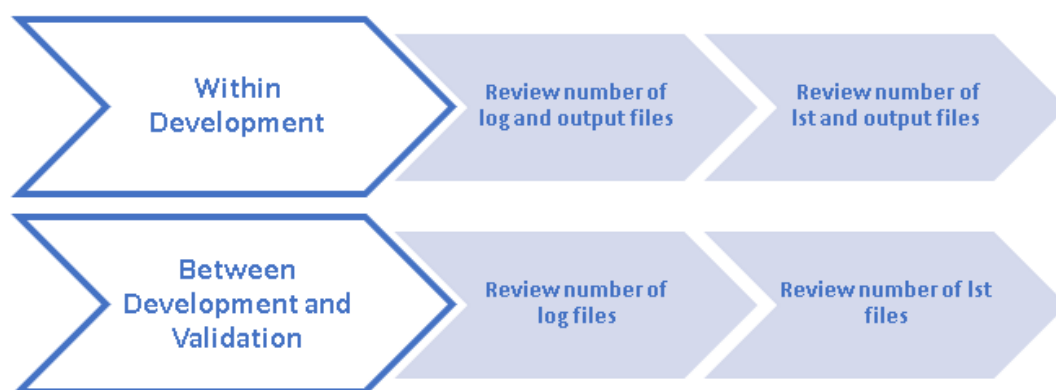 Within
Development
Review number of
log and output files
Review number of
lst and output files
Between
Development and
Validation
Review number of
log files
Review number of lst
files